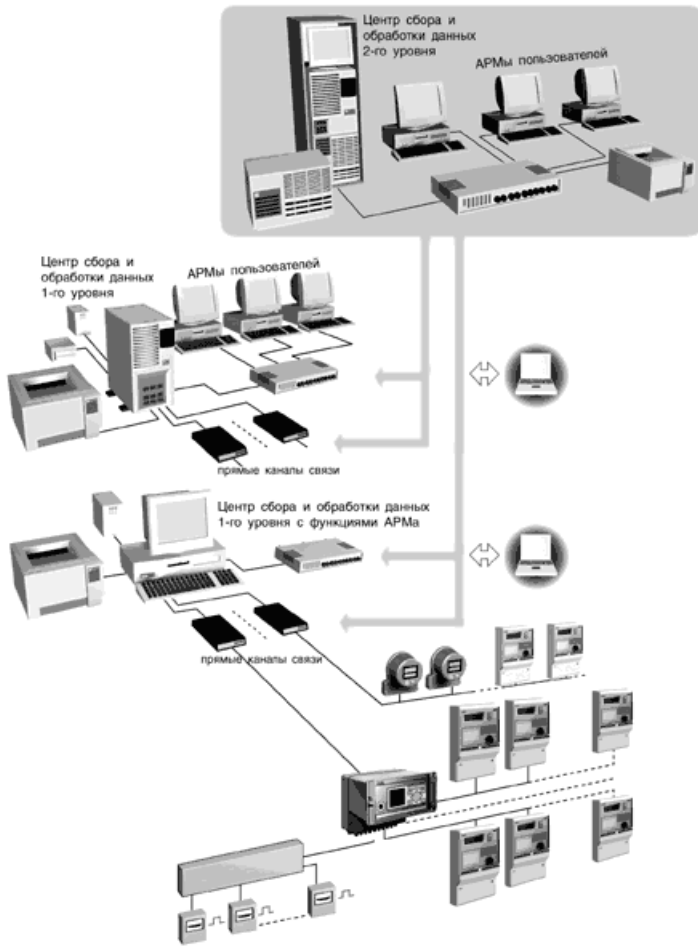 Центр сбора и
обработки данных
2-го уровня
АРМы пользователей
Центр сбора и
обработки данных
1-го уровня
АРМы пользователей
прямые каналы связи
Центр сбора и обработки данных
1-го уровня с функциями АРМа
прямые каналы связи